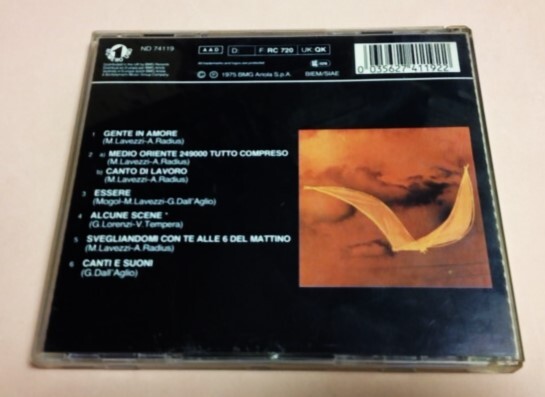 1
ND 74119
AAD
D:
F RC 720
UK QK
℗ © 1975 BMG Ariola S.p.A.
BIEM/SIAE
0 035627 411922
1 GENTE IN AMORE
(M.Lavezzi-A.Radius)
2 a) MEDIO ORIENTE 249000 TUTTO COMPRESO
(M.Lavezzi-A.Radius)
b) CANTO DI LAVORO
(M.Lavezzi-A.Radius)
3 ESSERE
(Mogol-M.Lavezzi-G.Dall'Aglio)
4 ALCUNE SCENE *
(G.Lorenzi-V.Tempera)
5 SVEGLIANDOMI CON TE ALLE 6 DEL MATTINO
(M.Lavezzi-A.Radius)
6 CANTI E SUONI
(G.Dall'Aglio)